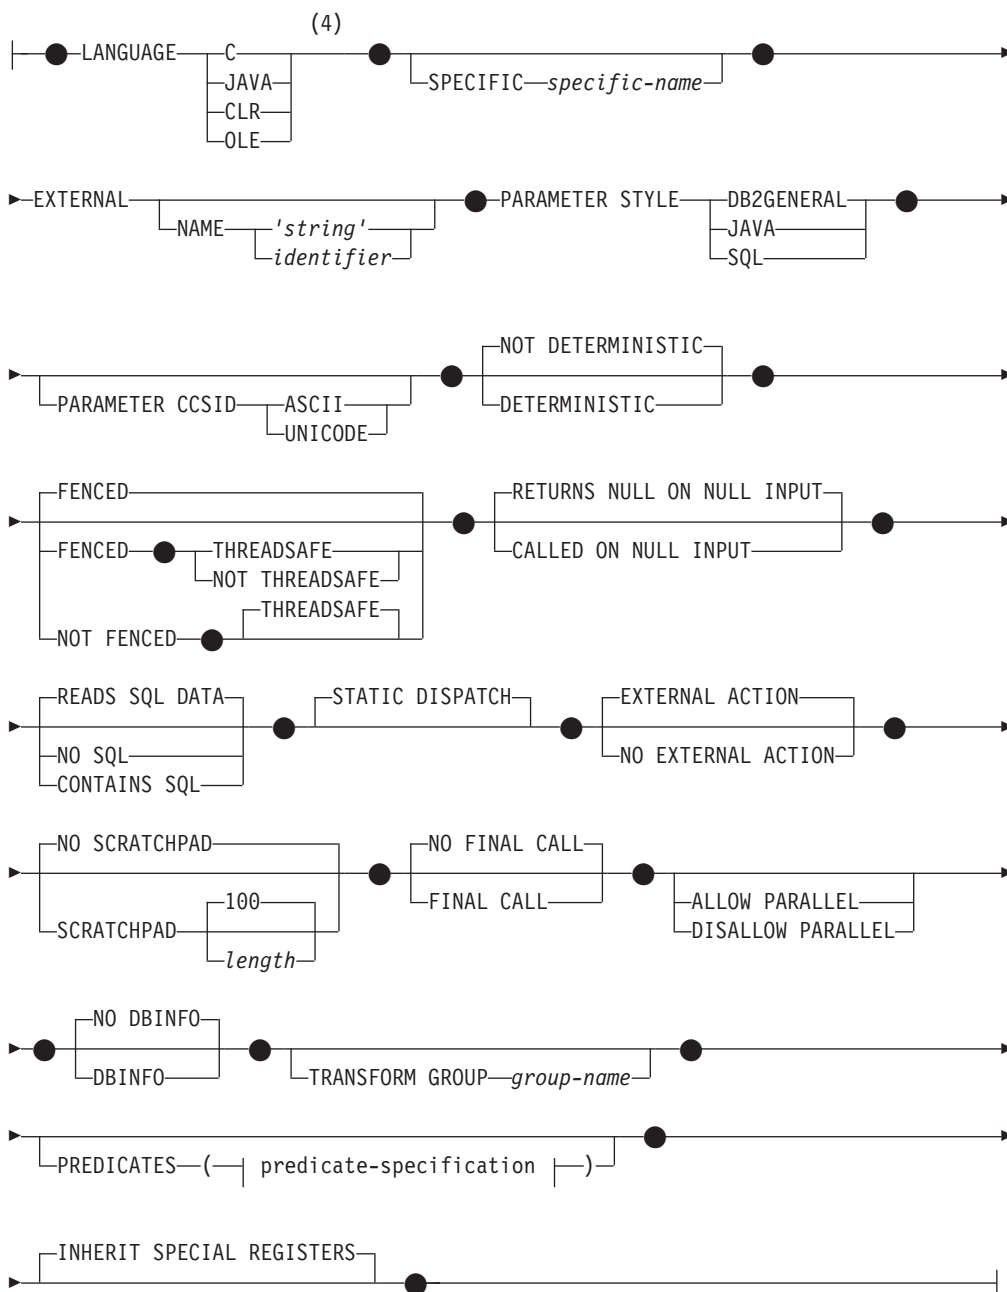 (4)
LANGUAGE C SPECIFIC specific-name
JAVA
CLR
OLE
EXTERNAL NAME 'string' PARAMETER STYLE DB2GENERAL
identifier JAVA
SQL
NOT DETERMINISTIC
PARAMETER CCSID ASCII DETERMINISTIC
UNICODE
FENCED RETURNS NULL ON NULL INPUT
FENCED THREADSAFE CALLED ON NULL INPUT
NOT THREADSAFE
THREADSAFE
NOT FENCED
READS SQL DATA STATIC DISPATCH EXTERNAL ACTION
NO SQL NO EXTERNAL ACTION
CONTAINS SQL
NO SCRATCHPAD NO FINAL CALL
100 FINAL CALL ALLOW PARALLEL
SCRATCHPAD DISALLOW PARALLEL
length
NO DBINFO
DBINFO TRANSFORM GROUP group-name
PREDICATES ( predicate-specification )
INHERIT SPECIAL REGISTERS